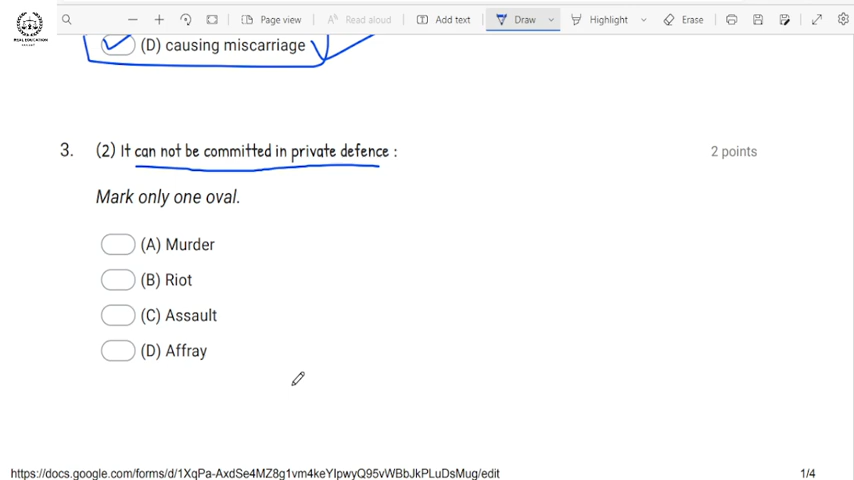 Page view
Read aloud
Add text
Draw
Highlight
Erase
REAL EDUCATION
(D) causing miscarriage
3. (2) It can not be committed in private defence : 2 points
Mark only one oval.
(A) Murder
(B) Riot
(C) Assault
(D) Affray
https://docs.google.com/forms/d/1XqPa-AxdSe4MZ8g1vm4keYIpwyQ95vWBbJkPLuDsMug/edit 1/4